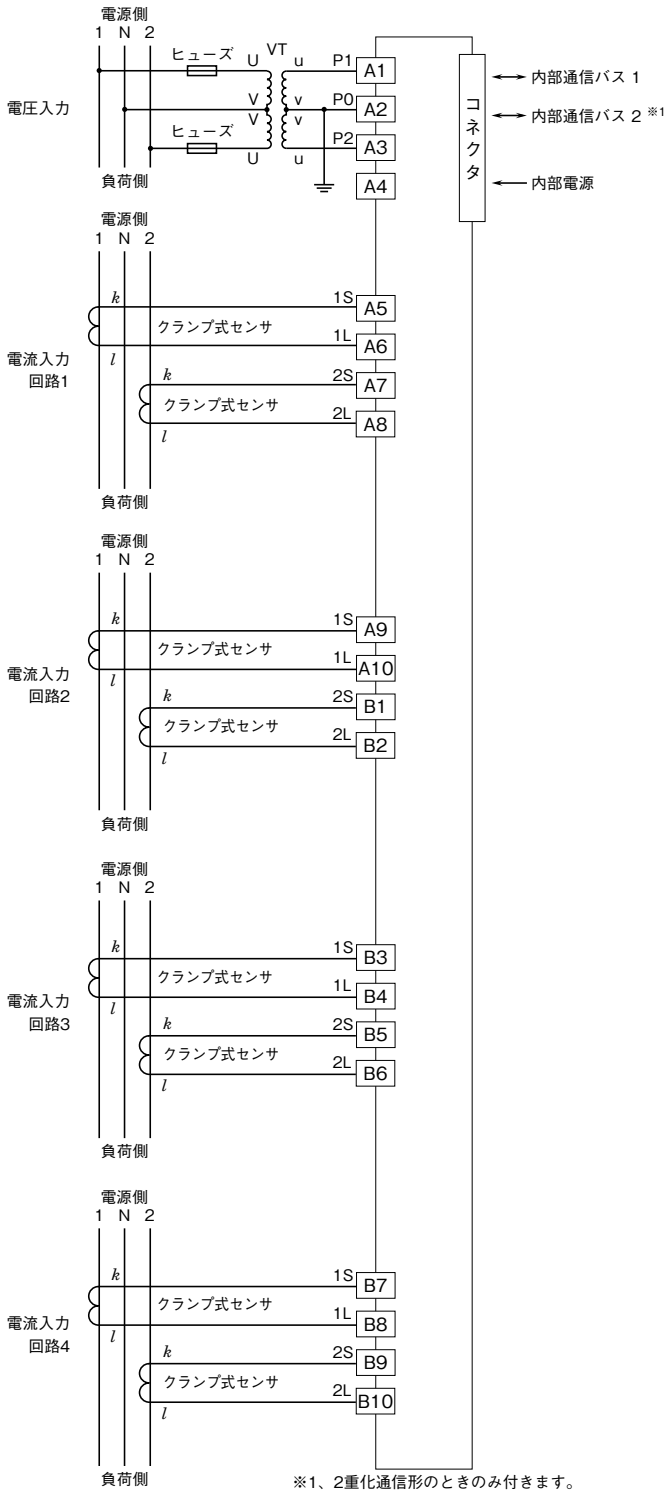 電源側
1 N 2
電圧入力
ヒューズ U VT u P1 A1
V v P0 A2
V v
ヒューズ U u P2 A3
A4
負荷側
コネクタ
内部通信バス 1
内部通信バス 2 ※1
内部電源
電源側
1 N 2
電流入力
回路1
k 1S A5
クランプ式センサ
l 1L A6
k 2S A7
クランプ式センサ
l 2L A8
負荷側
電源側
1 N 2
電流入力
回路2
k 1S A9
クランプ式センサ
l 1L A10
k 2S B1
クランプ式センサ
l 2L B2
負荷側
電源側
1 N 2
電流入力
回路3
k 1S B3
クランプ式センサ
l 1L B4
k 2S B5
クランプ式センサ
l 2L B6
負荷側
電源側
1 N 2
電流入力
回路4
k 1S B7
クランプ式センサ
l 1L B8
k 2S B9
クランプ式センサ
l 2L B10
負荷側
※1、2重化通信形のときのみ付きます。